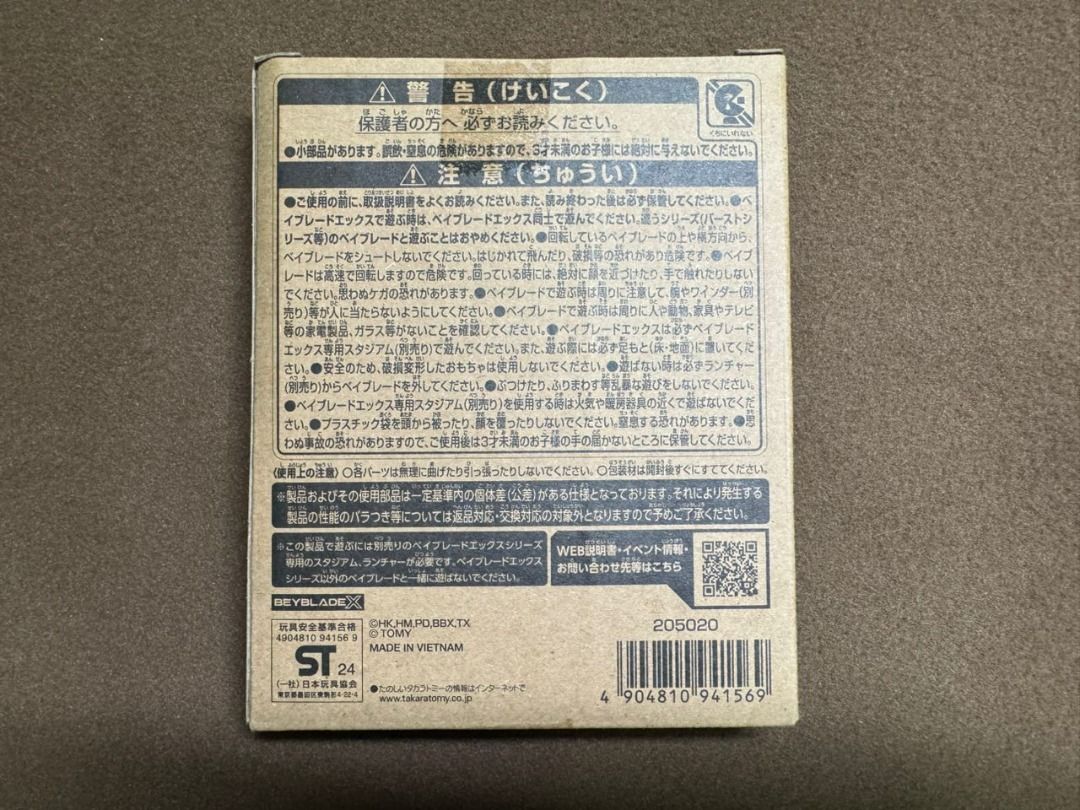 ⚠ 警告(けいこく)
保護者の方へ 必ずお読みください。
くちにいれない
●小部品があります。誤飲・窒息の危険がありますので、3才未満のお子様には絶対に与えないでください。
⚠ 注意(ちゅうい)
●ご使用の前に、取扱説明書をよくお読みください。また、読み終わった後は必ず保管してください。●ベ
イブレードエックスで遊ぶ時は、ベイブレードエックス同士で遊んでください。違うシリーズ(バーストシ
リーズ等)のベイブレードと遊ぶことはおやめください。●回転しているベイブレードの上や横方向から、
ベイブレードをシュートしないでください。はじかれて飛んだり、破損等の恐れがあり危険です。●ベイブ
レードは高速で回転しますので危険です。回っている時には、絶対に顔を近づけたり、手で触れたりしない
でください。思わぬケガの恐れがあります。●ベイブレードで遊ぶ時は周りに注意して、腕やワインダー(別
売り)等が人に当たらないようにしてください。●ベイブレードで遊ぶ時は周りに人や動物、家具やテレビ
等の家電製品、ガラス等がないことを確認してください。●ベイブレードエックスは必ずベイブレード
エックス専用スタジアム(別売り)で遊んでください。また、遊ぶ際には必ず足もと(床・地面)に置いてくだ
さい。●安全のため、破損変形したおもちゃは使用しないでください。●遊ばない時は必ずランチャー
(別売り)からベイブレードを外してください。●ぶつけたり、ふりまわす等乱暴な遊びをしないでください。
●ベイブレードエックス専用スタジアム(別売り)を使用する時は火気や暖房器具の近くで遊ばないでくだ
さい。●プラスチック袋を頭から被ったり、顔を覆ったりしないでください。窒息する恐れがあります。●思
わぬ事故の恐れがありますので、ご使用後は3才未満のお子様の手の届かないところに保管してください。
〈使用上の注意〉○各パーツは無理に曲げたり引っ張ったりしないでください。○包装材は開封後すぐにすててください。
※製品およびその使用部品は一定基準内の個体差(公差)がある仕様となっております。それにより発生する
製品の性能のバラつき等については返品対応・交換対応の対象外となりますので予めご了承ください。
※この製品で遊ぶには別売りのベイブレードエックスシリーズ
専用のスタジアム、ランチャーが必要です。ベイブレードエックス
シリーズ以外のベイブレードと一緒に遊ばないでください。
WEB説明書・イベント情報・
お問い合わせ先等はこちら
BEYBLADE X
玩具安全基準合格
4904810 94156 9
ST 24
(一社)日本玩具協会
東京都墨田区東駒形4-22-4
©HK,HM,PD,BBX,TX
© TOMY
MADE IN VIETNAM
●たのしいタカラトミーの情報はインターネットで
www.takaratomy.co.jp
205020
4 904810 941569